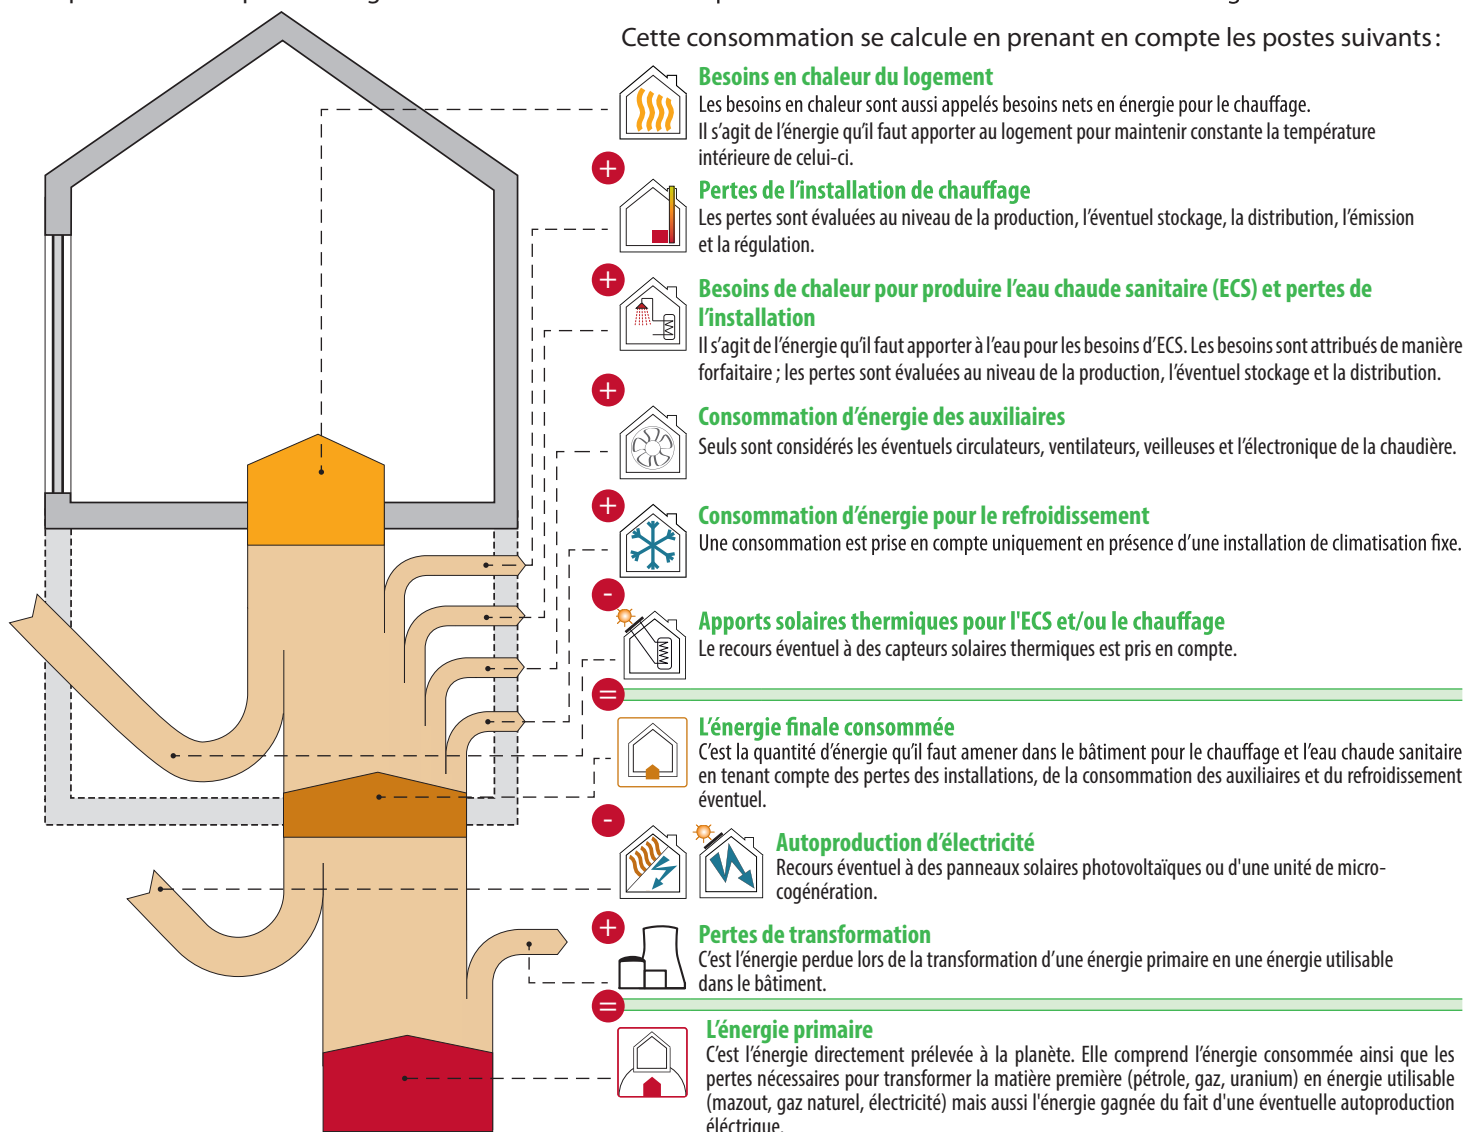 Cette consommation se calcule en prenant en compte les postes suivants :
Besoins en chaleur du logement
Les besoins en chaleur sont aussi appelés besoins nets en énergie pour le chauffage.
Il s'agit de l'énergie qu'il faut apporter au logement pour maintenir constante la température
intérieure de celui-ci.
+
Pertes de l'installation de chauffage
Les pertes sont évaluées au niveau de la production, l'éventuel stockage, la distribution, l'émission
et la régulation.
+
Besoins de chaleur pour produire l'eau chaude sanitaire (ECS) et pertes de
l'installation
Il s'agit de l'énergie qu'il faut apporter à l'eau pour les besoins d'ECS. Les besoins sont attribués de manière
forfaitaire ; les pertes sont évaluées au niveau de la production, l'éventuel stockage et la distribution.
+
Consommation d'énergie des auxiliaires
Seuls sont considérés les éventuels circulateurs, ventilateurs, veilleuses et l'électronique de la chaudière.
+
Consommation d'énergie pour le refroidissement
Une consommation est prise en compte uniquement en présence d'une installation de climatisation fixe.
-
Apports solaires thermiques pour l'ECS et/ou le chauffage
Le recours éventuel à des capteurs solaires thermiques est pris en compte.
=
L'énergie finale consommée
C'est la quantité d'énergie qu'il faut amener dans le bâtiment pour le chauffage et l'eau chaude sanitaire
en tenant compte des pertes des installations, de la consommation des auxiliaires et du refroidissement
éventuel.
-
Autoproduction d'électricité
Recours éventuel à des panneaux solaires photovoltaïques ou d'une unité de micro-
cogénération.
+
Pertes de transformation
C'est l'énergie perdue lors de la transformation d'une énergie primaire en une énergie utilisable
dans le bâtiment.
=
L'énergie primaire
C'est l'énergie directement prélevée à la planète. Elle comprend l'énergie consommée ainsi que les
pertes nécessaires pour transformer la matière première (pétrole, gaz, uranium) en énergie utilisable
(mazout, gaz naturel, électricité) mais aussi l'énergie gagnée du fait d'une éventuelle autoproduction
éléctrique.